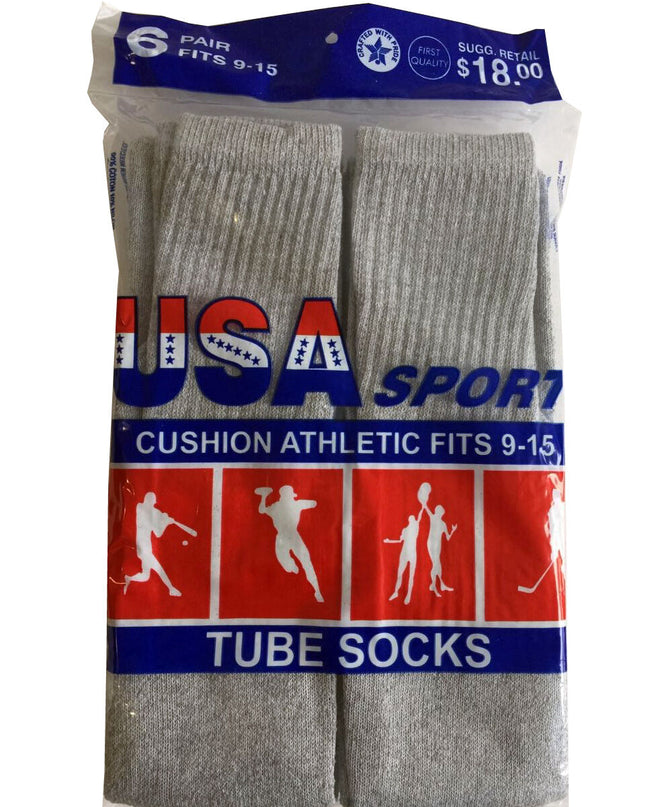 6 PAIR
FITS 9-15
CRAFTED WITH PRIDE
FIRST
QUALITY
SUGG. RETAIL
$18.00
USA SPORT
CUSHION ATHLETIC FITS 9-15
TUBE SOCKS